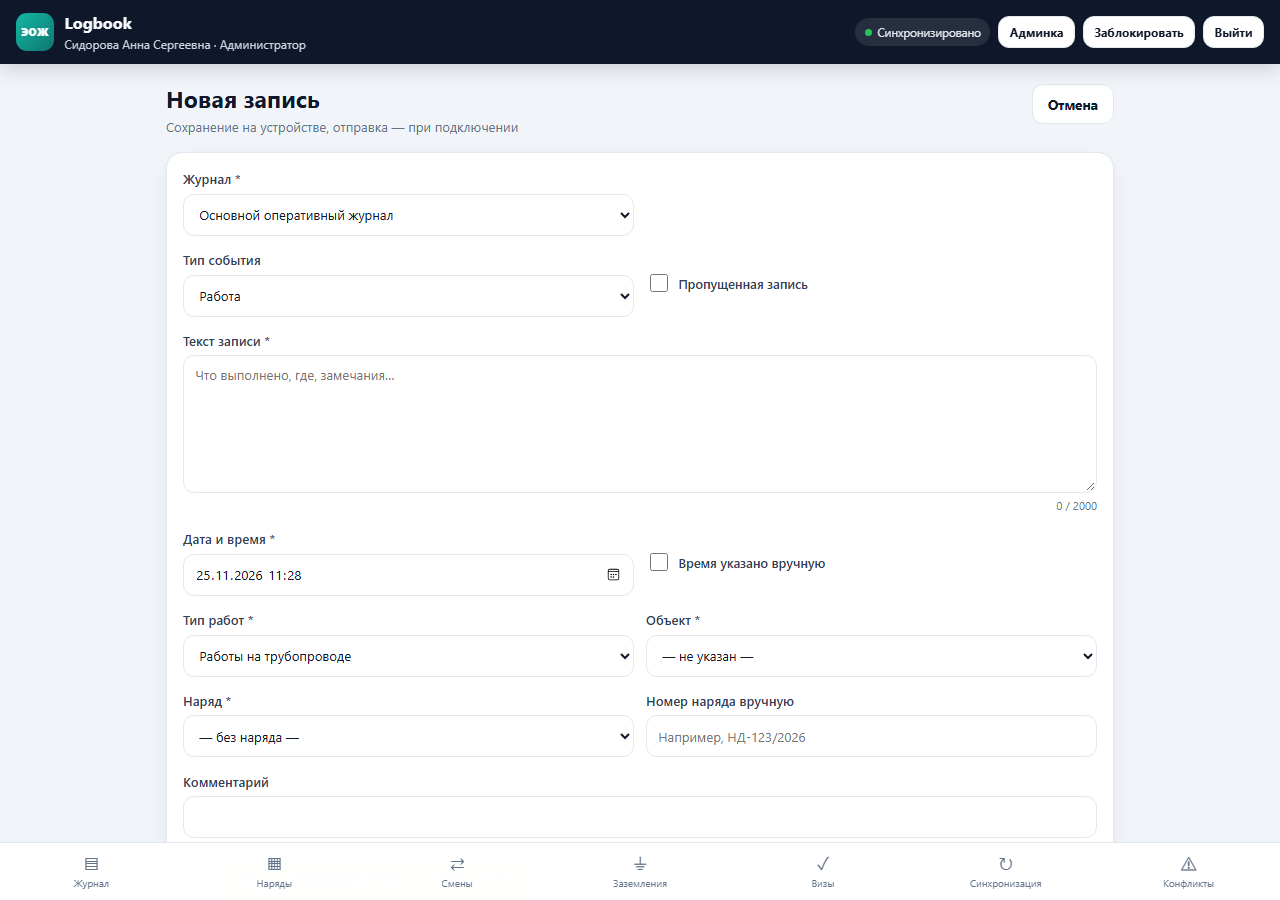 ЭОЖ
Logbook
Сидорова Анна Сергеевна · Администратор
Синхронизировано
Админка
Заблокировать
Выйти
Новая запись
Сохранение на устройстве, отправка — при подключении
Отмена
Журнал *
Основной оперативный журнал
Тип события
Работа
Пропущенная запись
Текст записи *
Что выполнено, где, замечания...
0 / 2000
Дата и время *
25.11.2026 11:28
Время указано вручную
Тип работ *
Объект *
Работы на трубопроводе
— не указан —
Наряд *
Номер наряда вручную
— без наряда —
Например, НД-123/2026
Комментарий
Журнал
Наряды
Смены
Заземления
Визы
Синхронизация
Конфликты